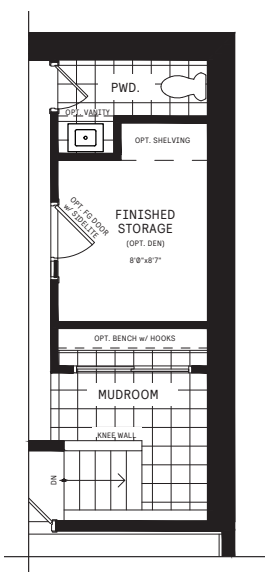 PWD.
OPT. VANITY
OPT. SHELVING
OPT. FG DOOR
w/ SIDELITE
FINISHED
STORAGE
(OPT. DEN)
8'0"x8'7"
OPT. BENCH w/ HOOKS
MUDROOM
KNEE WALL
DN